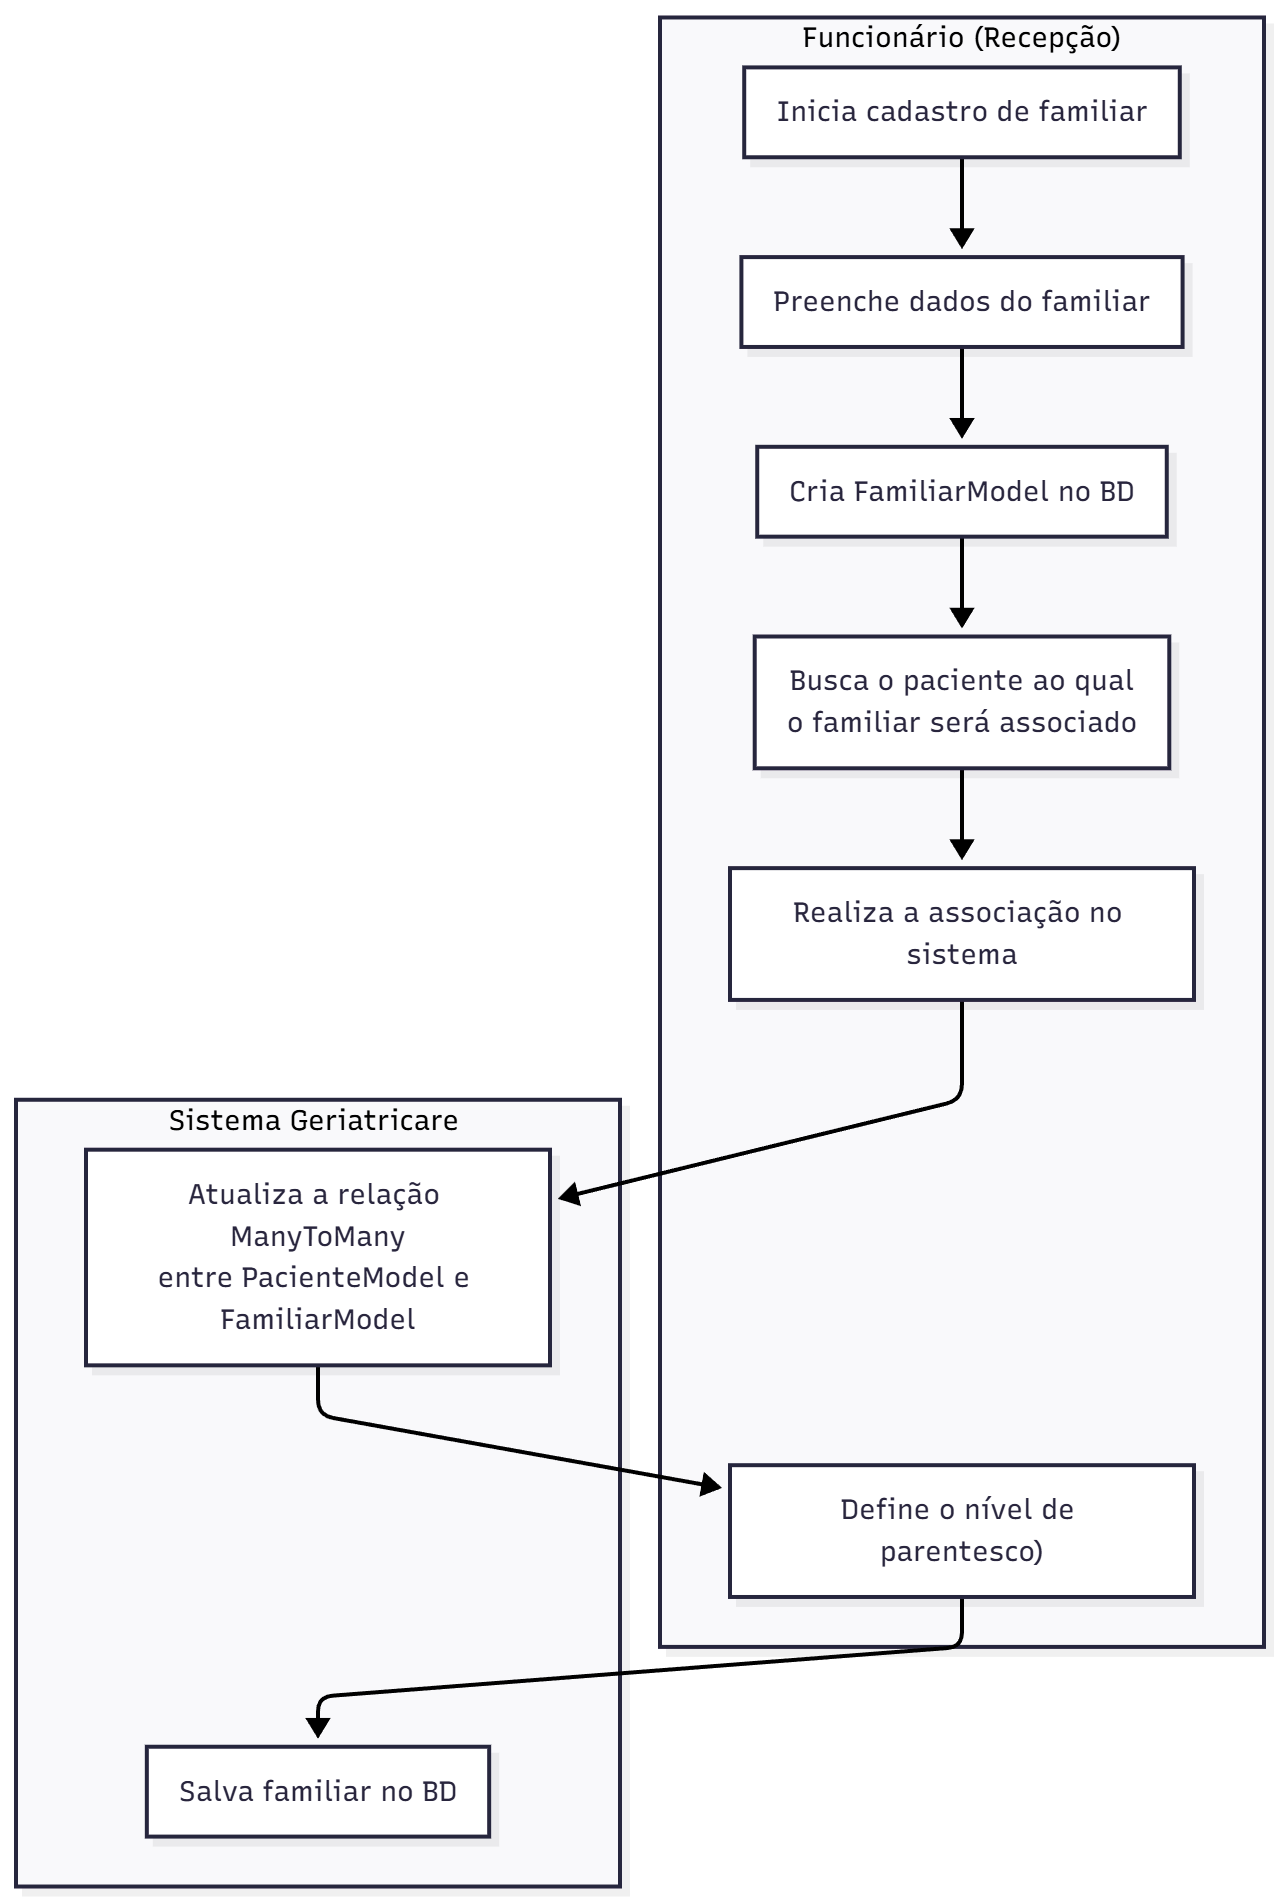 Funcionário (Recepção)
Inicia cadastro de familiar
Preenche dados do familiar
Cria FamiliarModel no BD
Busca o paciente ao qual
o familiar será associado
Realiza a associação no
sistema
Sistema Geriatricare
Atualiza a relação
ManyToMany
entre PacienteModel e
FamiliarModel
Define o nível de
parentesco)
Salva familiar no BD